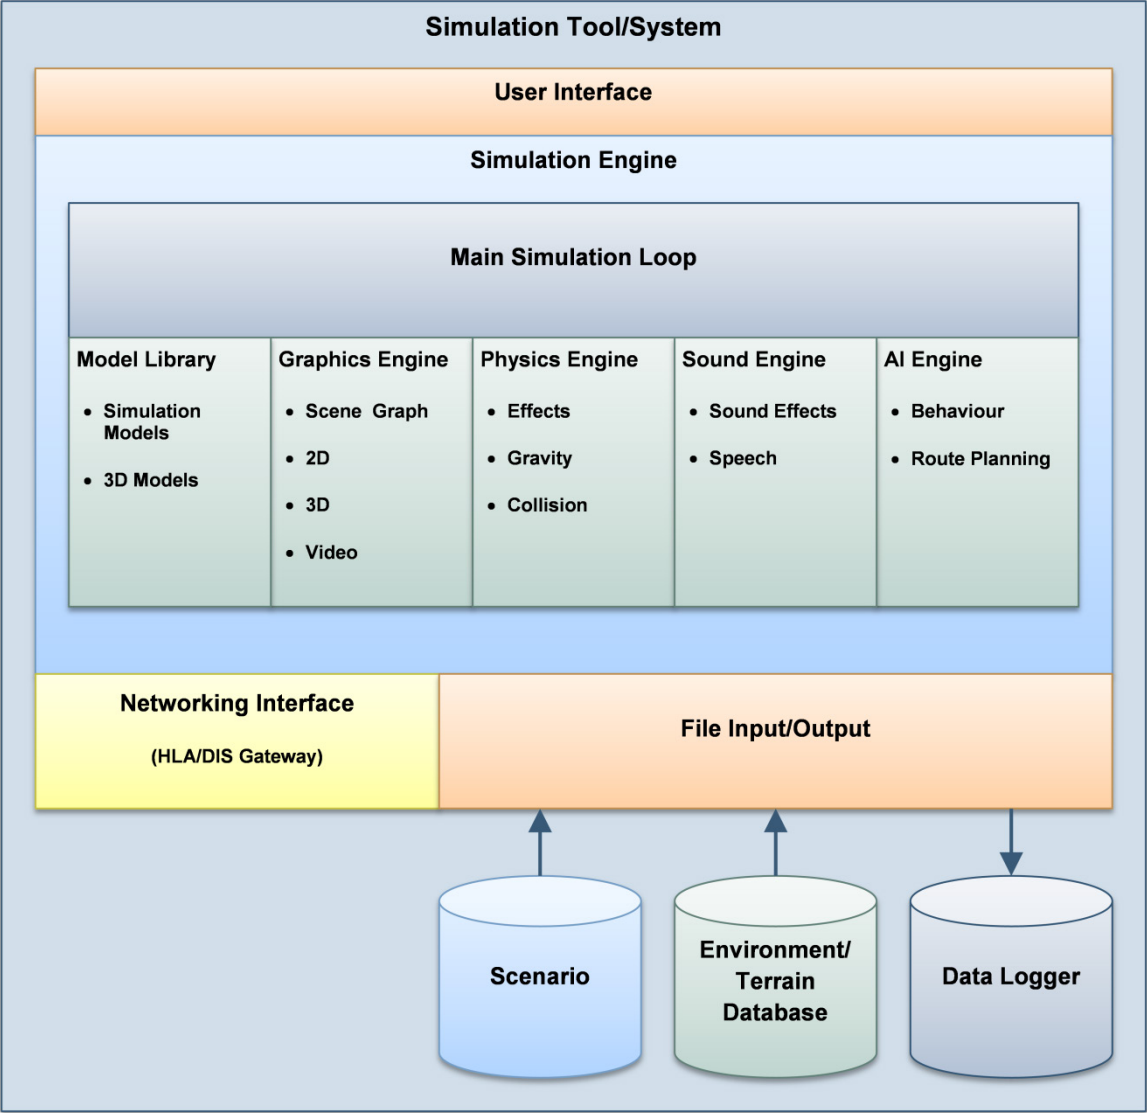 Simulation Tool/System
User Interface
Simulation Engine
Main Simulation Loop
Model Library
• Simulation
Models
• 3D Models
Graphics Engine
• Scene Graph
• 2D
• 3D
• Video
Physics Engine
• Effects
• Gravity
• Collision
Sound Engine
• Sound Effects
• Speech
AI Engine
• Behaviour
• Route Planning
Networking Interface
(HLA/DIS Gateway)
File Input/Output
Scenario
Environment/
Terrain
Database
Data Logger